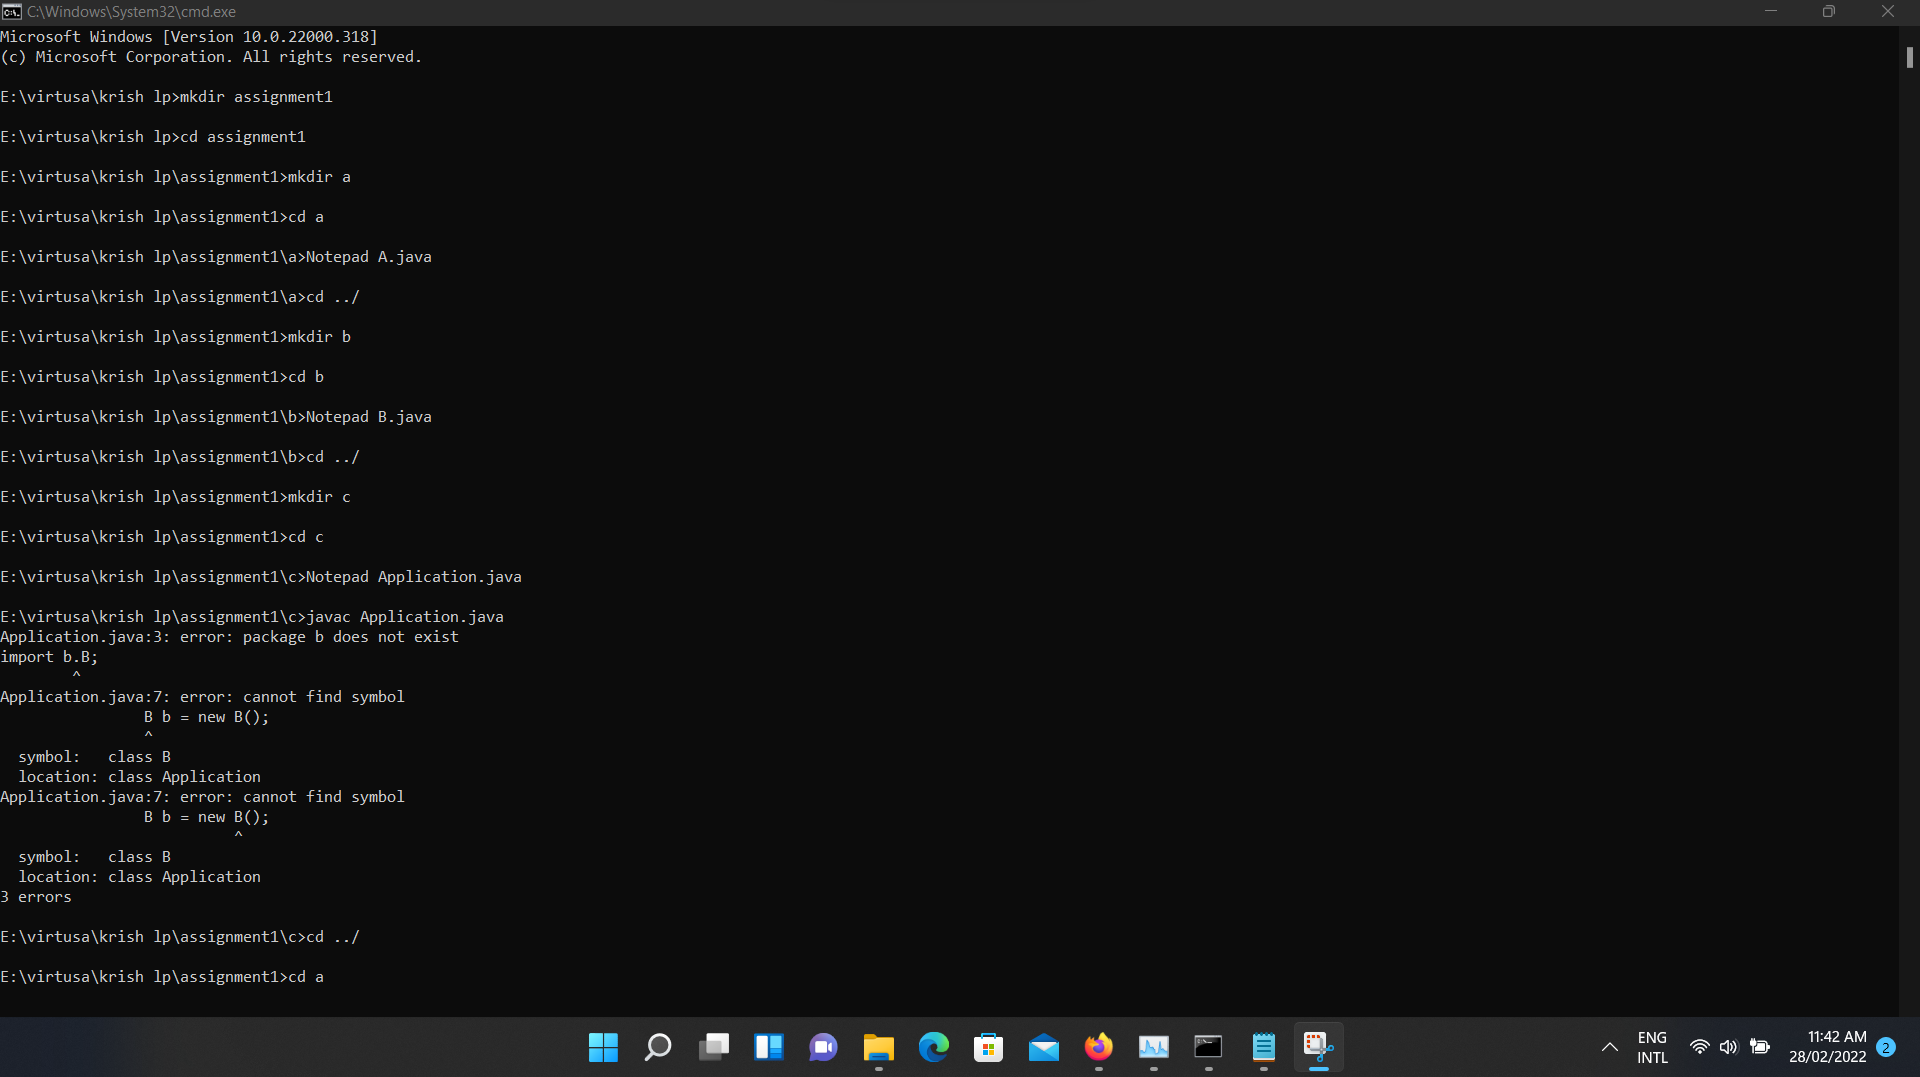 C:\Windows\System32\cmd.exe
Microsoft Windows [Version 10.0.22000.318]
(c) Microsoft Corporation. All rights reserved.
E:\virtusa\krish lp>mkdir assignment1
E:\virtusa\krish lp>cd assignment1
E:\virtusa\krish lp\assignment1>mkdir a
E:\virtusa\krish lp\assignment1>cd a
E:\virtusa\krish lp\assignment1\a>Notepad A.java
E:\virtusa\krish lp\assignment1\a>cd ../
E:\virtusa\krish lp\assignment1>mkdir b
E:\virtusa\krish lp\assignment1>cd b
E:\virtusa\krish lp\assignment1\b>Notepad B.java
E:\virtusa\krish lp\assignment1\b>cd ../
E:\virtusa\krish lp\assignment1>mkdir c
E:\virtusa\krish lp\assignment1>cd c
E:\virtusa\krish lp\assignment1\c>Notepad Application.java
E:\virtusa\krish lp\assignment1\c>javac Application.java
Application.java:3: error: package b does not exist
import b.B;
        ^
Application.java:7: error: cannot find symbol
                B b = new B();
                ^
  symbol:   class B
  location: class Application
Application.java:7: error: cannot find symbol
                B b = new B();
                          ^
  symbol:   class B
  location: class Application
3 errors
E:\virtusa\krish lp\assignment1\c>cd ../
E:\virtusa\krish lp\assignment1>cd a
ENG
INTL
11:42 AM
28/02/2022
2